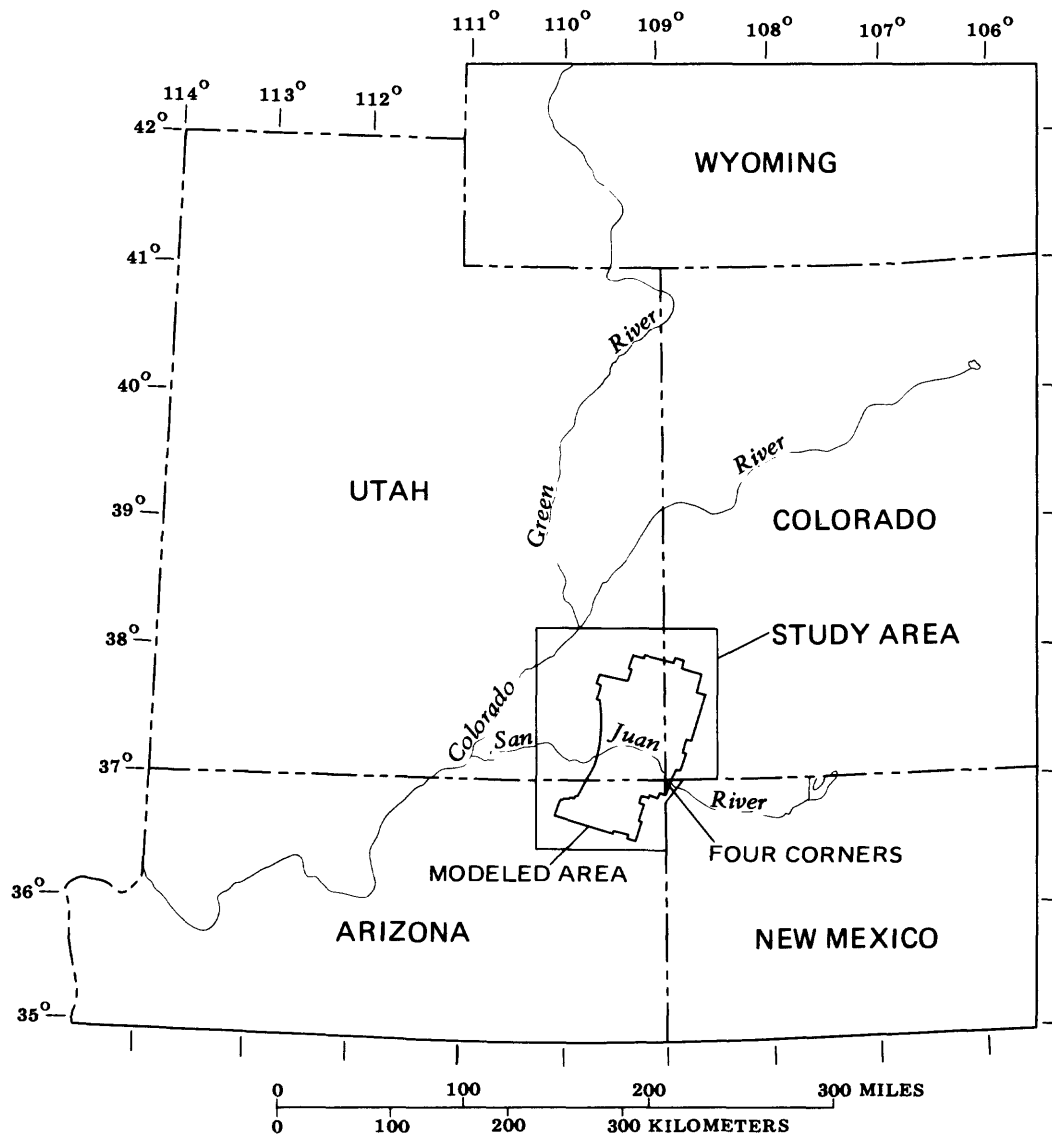 111° 110° 109° 108° 107° 106°
114° 113° 112°
42°
WYOMING
41°
River
40°
River
UTAH
39°
Green
COLORADO
38°
STUDY AREA
Colorado
San Juan
37°
River
FOUR CORNERS
MODELED AREA
36°
ARIZONA
NEW MEXICO
35°
0 100 200 300 MILES
0 100 200 300 KILOMETERS